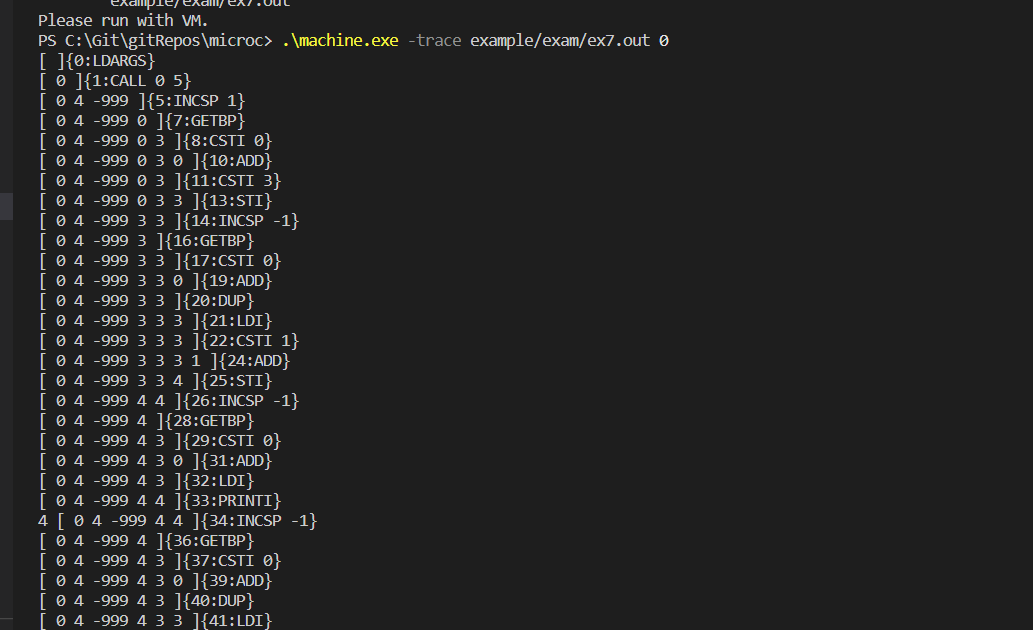 example/exam/ex7.out
Please run with VM.
PS C:\Git\gitRepos\microc> .\machine.exe -trace example/exam/ex7.out 0
[ ]{0:LDARGS}
[ 0 ]{1:CALL 0 5}
[ 0 4 -999 ]{5:INCSP 1}
[ 0 4 -999 0 ]{7:GETBP}
[ 0 4 -999 0 3 ]{8:CSTI 0}
[ 0 4 -999 0 3 0 ]{10:ADD}
[ 0 4 -999 0 3 ]{11:CSTI 3}
[ 0 4 -999 0 3 3 ]{13:STI}
[ 0 4 -999 3 3 ]{14:INCSP -1}
[ 0 4 -999 3 ]{16:GETBP}
[ 0 4 -999 3 3 ]{17:CSTI 0}
[ 0 4 -999 3 3 0 ]{19:ADD}
[ 0 4 -999 3 3 ]{20:DUP}
[ 0 4 -999 3 3 3 ]{21:LDI}
[ 0 4 -999 3 3 3 ]{22:CSTI 1}
[ 0 4 -999 3 3 3 1 ]{24:ADD}
[ 0 4 -999 3 3 4 ]{25:STI}
[ 0 4 -999 4 4 ]{26:INCSP -1}
[ 0 4 -999 4 ]{28:GETBP}
[ 0 4 -999 4 3 ]{29:CSTI 0}
[ 0 4 -999 4 3 0 ]{31:ADD}
[ 0 4 -999 4 3 ]{32:LDI}
[ 0 4 -999 4 4 ]{33:PRINTI}
4 [ 0 4 -999 4 4 ]{34:INCSP -1}
[ 0 4 -999 4 ]{36:GETBP}
[ 0 4 -999 4 3 ]{37:CSTI 0}
[ 0 4 -999 4 3 0 ]{39:ADD}
[ 0 4 -999 4 3 ]{40:DUP}
[ 0 4 -999 4 3 3 ]{41:LDI}